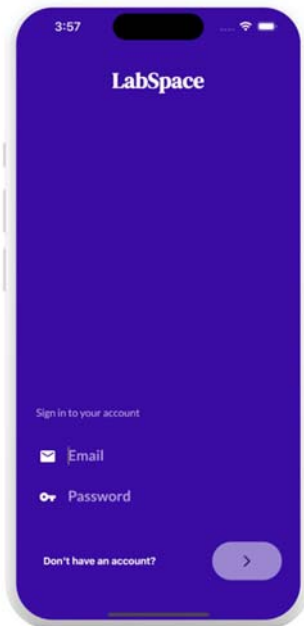 3:57
LabSpace
Sign in to your account
Email
Password
Don't have an account?